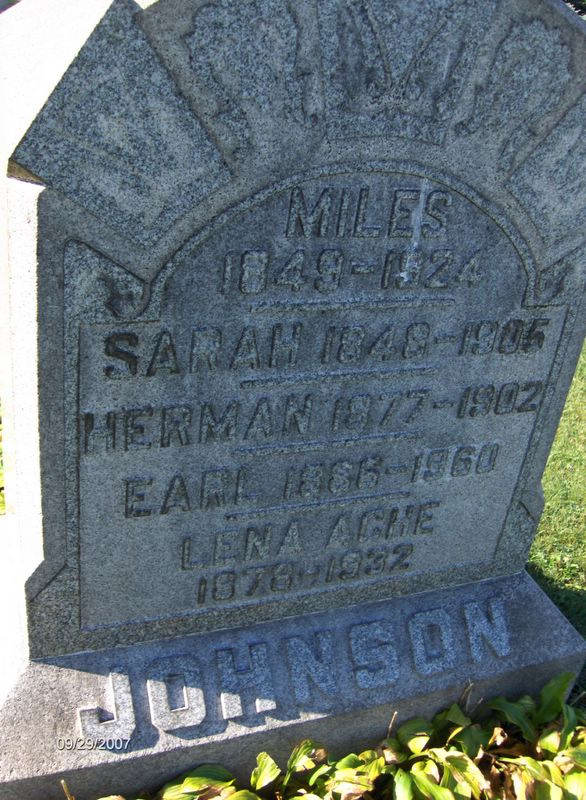 MILES
1849-1924
SARAH 1848-1905
HERMAN 1877-1902
EARL 1886-1960
LENA ACHE
1878-1932
JOHNSON
09/29/2007